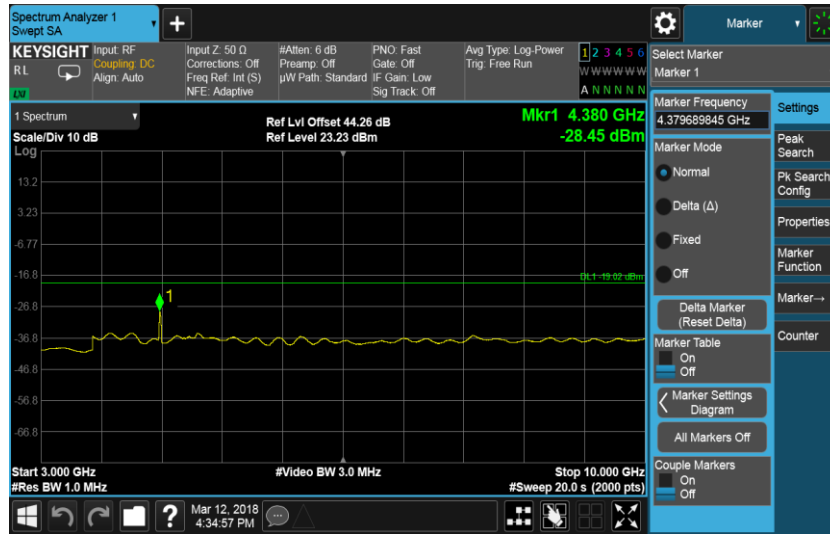 Spectrum Analyzer 1
Swept SA
+
Marker
KEYSIGHT
RL
LXI
Input: RF
Coupling: DC
Align: Auto
Input Z: 50 Ω
Corrections: Off
Freq Ref: Int (S)
NFE: Adaptive
#Atten: 6 dB
Preamp: Off
µW Path: Standard
PNO: Fast
Gate: Off
IF Gain: Low
Sig Track: Off
Avg Type: Log-Power
Trig: Free Run
1 2 3 4 5 6
W W W W W W
A N N N N N
Select Marker
Marker 1
1 Spectrum
Scale/Div 10 dB
Log
Ref Lvl Offset 44.26 dB
Ref Level 23.23 dBm
Mkr1 4.380 GHz
-28.45 dBm
13.2
3.23
-6.77
-16.8
-26.8
-36.8
-46.8
-56.8
-66.8
DL1 -19.02 dBm
1
Start 3.000 GHz
#Res BW 1.0 MHz
#Video BW 3.0 MHz
Stop 10.000 GHz
#Sweep 20.0 s (2000 pts)
Marker Frequency
4.379689845 GHz
Marker Mode
Normal
Delta (Δ)
Fixed
Off
Delta Marker
(Reset Delta)
Marker Table
On
Off
Marker Settings
Diagram
All Markers Off
Couple Markers
On
Off
Settings
Peak
Search
Pk Search
Config
Properties
Marker
Function
Marker→
Counter
?
Mar 12, 2018
4:34:57 PM